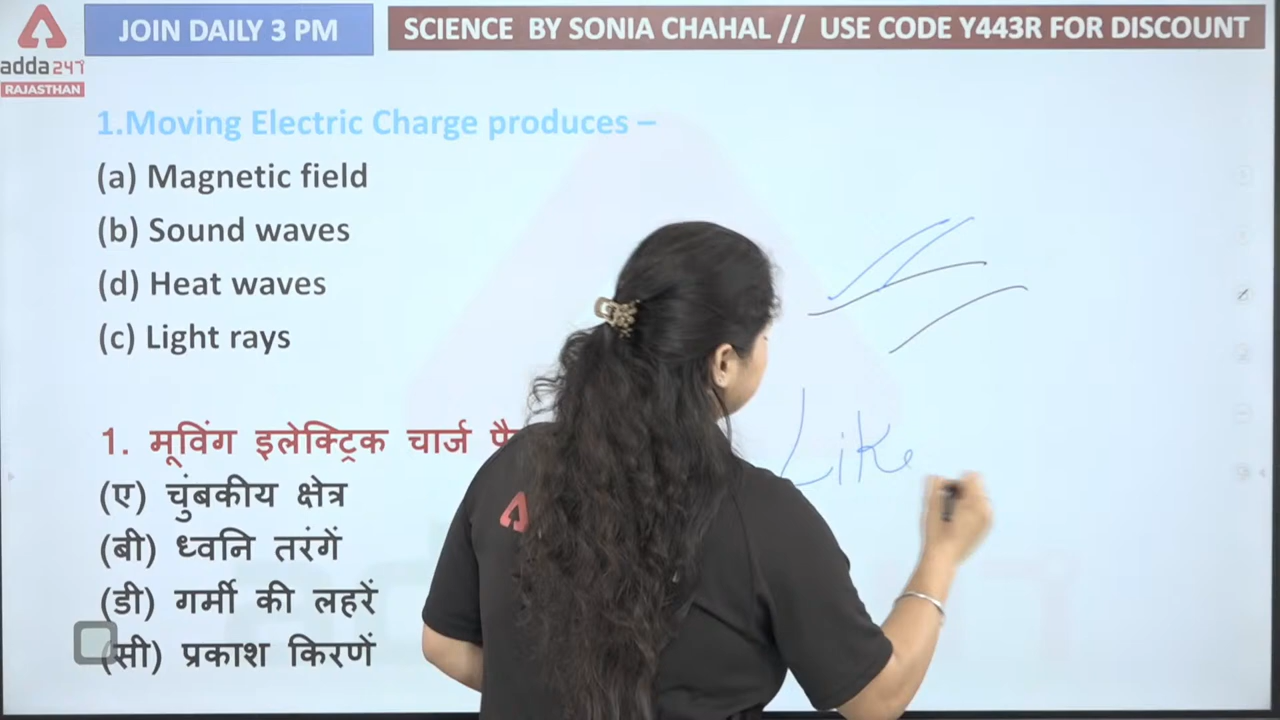 adda247
RAJASTHAN
JOIN DAILY 3 PM
SCIENCE BY SONIA CHAHAL // USE CODE Y443R FOR DISCOUNT
1.Moving Electric Charge produces –
(a) Magnetic field
(b) Sound waves
(d) Heat waves
(c) Light rays
Like
1. मूविंग इलेक्ट्रिक चार्ज
(ए) चुंबकीय क्षेत्र
(बी) ध्वनि तरंगें
(डी) गर्मी की लहरें
(सी) प्रकाश किरणें